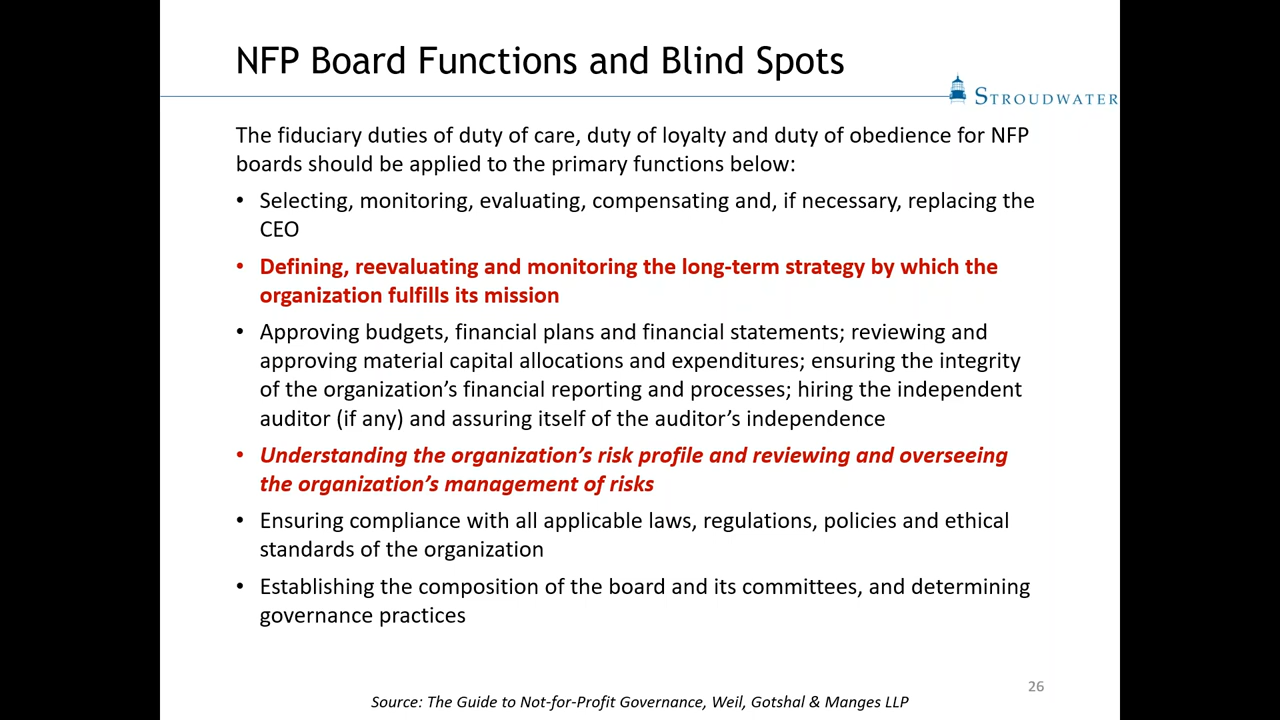 NFP Board Functions and Blind Spots
STROUDWATER
The fiduciary duties of duty of care, duty of loyalty and duty of obedience for NFP
boards should be applied to the primary functions below:
• Selecting, monitoring, evaluating, compensating and, if necessary, replacing the
CEO
• Defining, reevaluating and monitoring the long-term strategy by which the
organization fulfills its mission
• Approving budgets, financial plans and financial statements; reviewing and
approving material capital allocations and expenditures; ensuring the integrity
of the organization’s financial reporting and processes; hiring the independent
auditor (if any) and assuring itself of the auditor’s independence
• Understanding the organization’s risk profile and reviewing and overseeing
the organization’s management of risks
• Ensuring compliance with all applicable laws, regulations, policies and ethical
standards of the organization
• Establishing the composition of the board and its committees, and determining
governance practices
26
Source: The Guide to Not-for-Profit Governance, Weil, Gotshal & Manges LLP